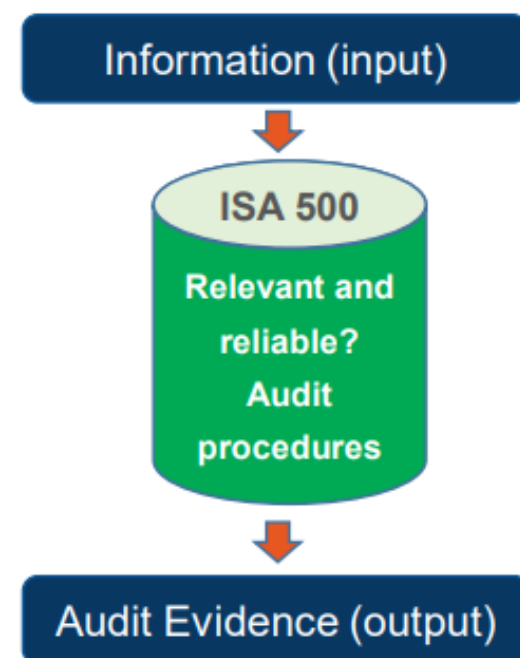 Information (input)
ISA 500
Relevant and
reliable?
Audit
procedures
Audit Evidence (output)